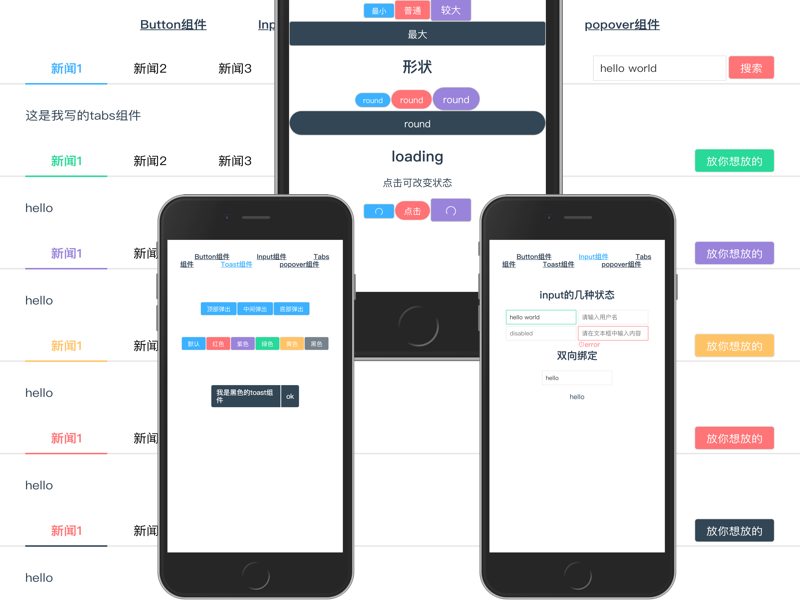 Button组件
Inp
popover组件
新闻1
新闻2
新闻3
hello world
搜索
这是我写的tabs组件
新闻1
新闻2
新闻3
放你想放的
hello
新闻1
新闻
放你想放的
hello
新闻1
新闻
放你想放的
hello
新闻1
新闻
放你想放的
hello
新闻1
新闻
放你想放的
hello
最小
普通
较大
最大
形状
round
round
round
round
loading
点击可改变状态
点击
Button组件
Input组件
Tabs
组件
Toast组件
popover组件
顶部弹出
中间弹出
底部弹出
默认
红色
紫色
绿色
黄色
黑色
我是黑色的toast组
件
ok
Button组件
Input组件
Tabs
组件
Toast组件
popover组件
input的几种状态
hello world
请输入用户名
disabled
请在文本框中输入内容
error
双向绑定
hello
hello